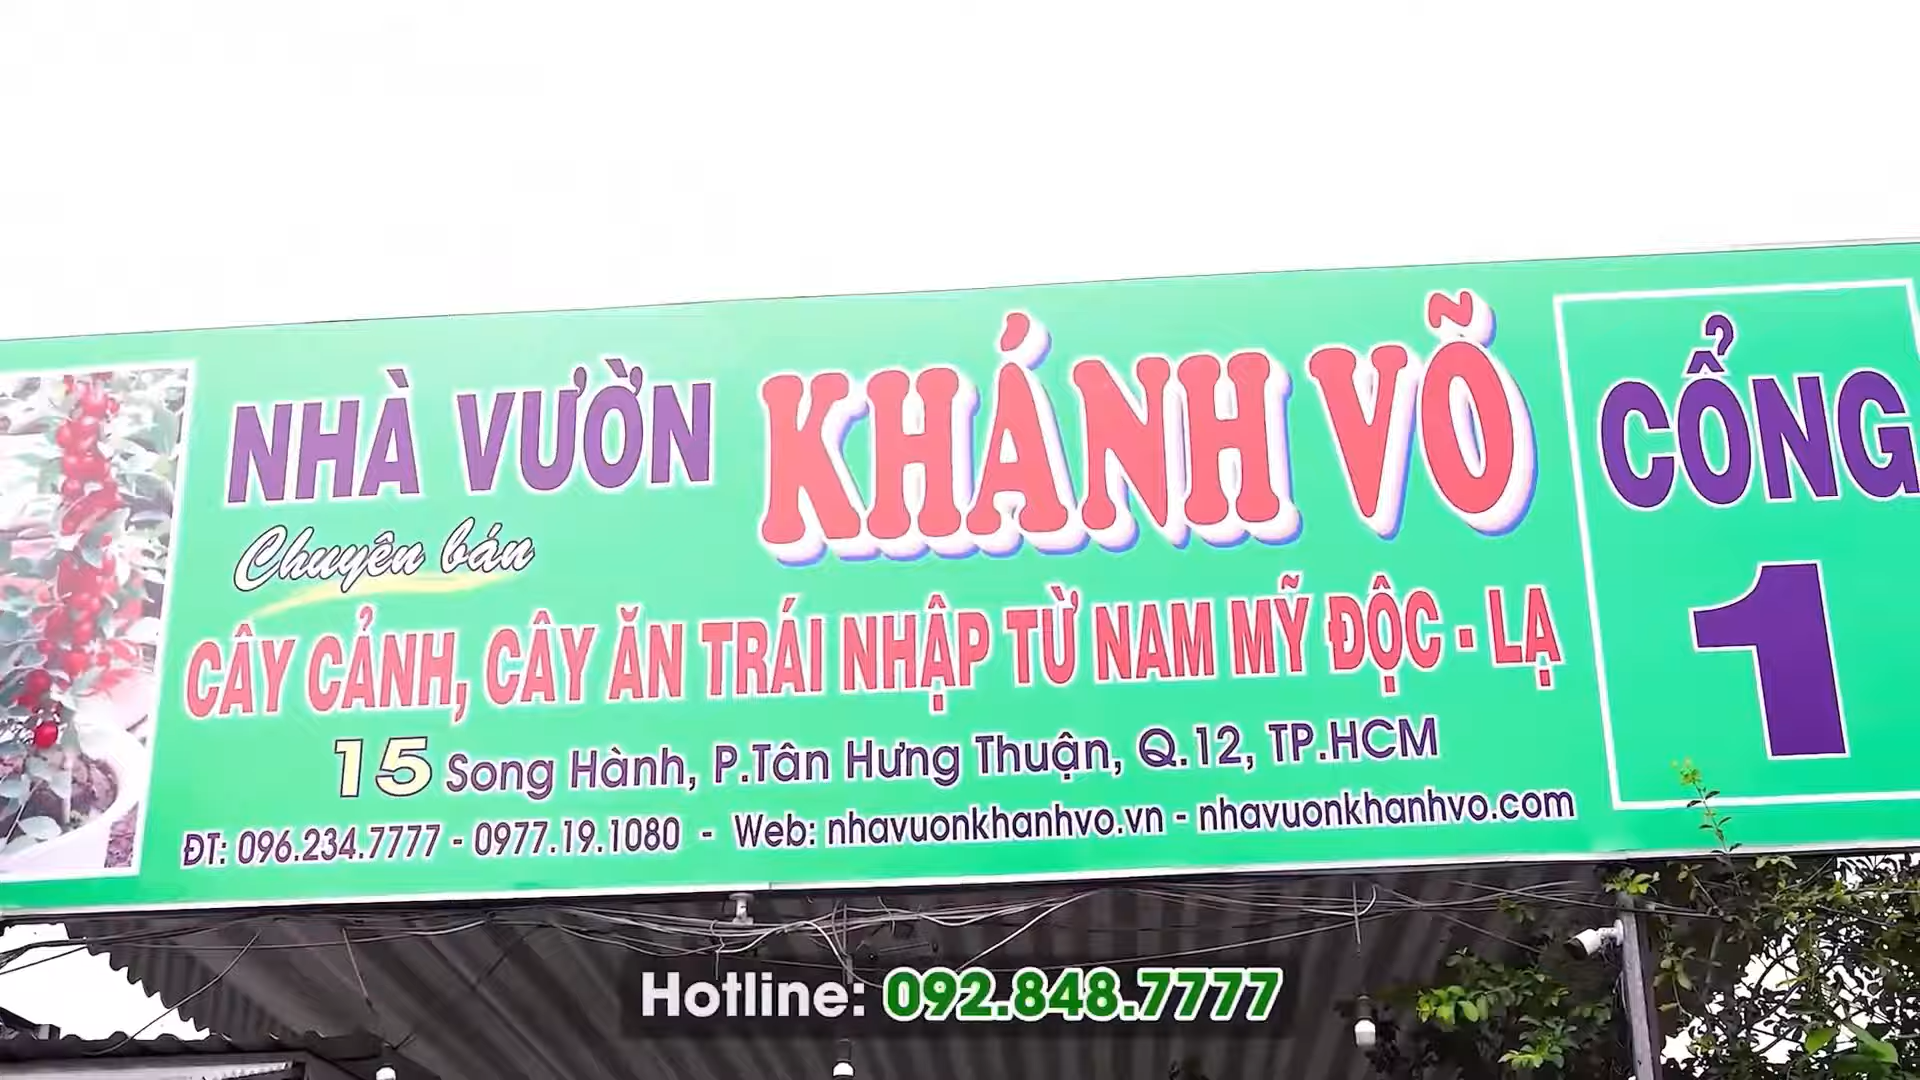 NHÀ VƯỜN KHÁNH VÕ
Chuyên bán
CÂY CẢNH, CÂY ĂN TRÁI NHẬP TỪ NAM MỸ ĐỘC - LẠ
15 Song Hành, P.Tân Hưng Thuận, Q.12, TP.HCM
ĐT: 096.234.7777 - 0977.19.1080 - Web: nhavuonkhanhvo.vn - nhavuonkhanhvo.com
CỔNG
1
Hotline: 092.848.7777